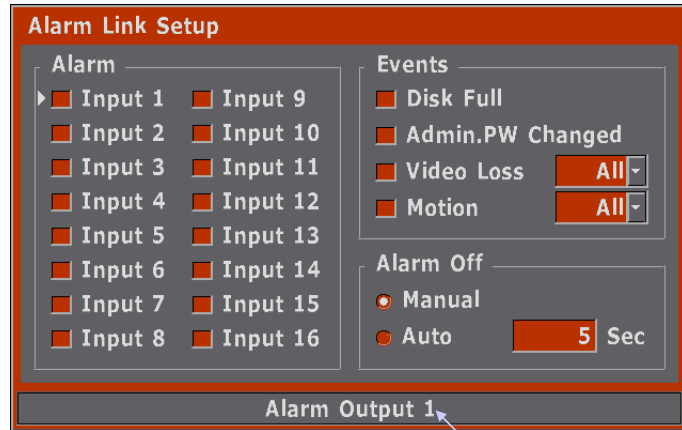 Alarm Link Setup
Alarm
Input 1
Input 2
Input 3
Input 4
Input 5
Input 6
Input 7
Input 8
Input 9
Input 10
Input 11
Input 12
Input 13
Input 14
Input 15
Input 16
Events
Disk Full
Admin.PW Changed
Video Loss All
Motion All
Alarm Off
Manual
Auto 5 Sec
Alarm Output 1